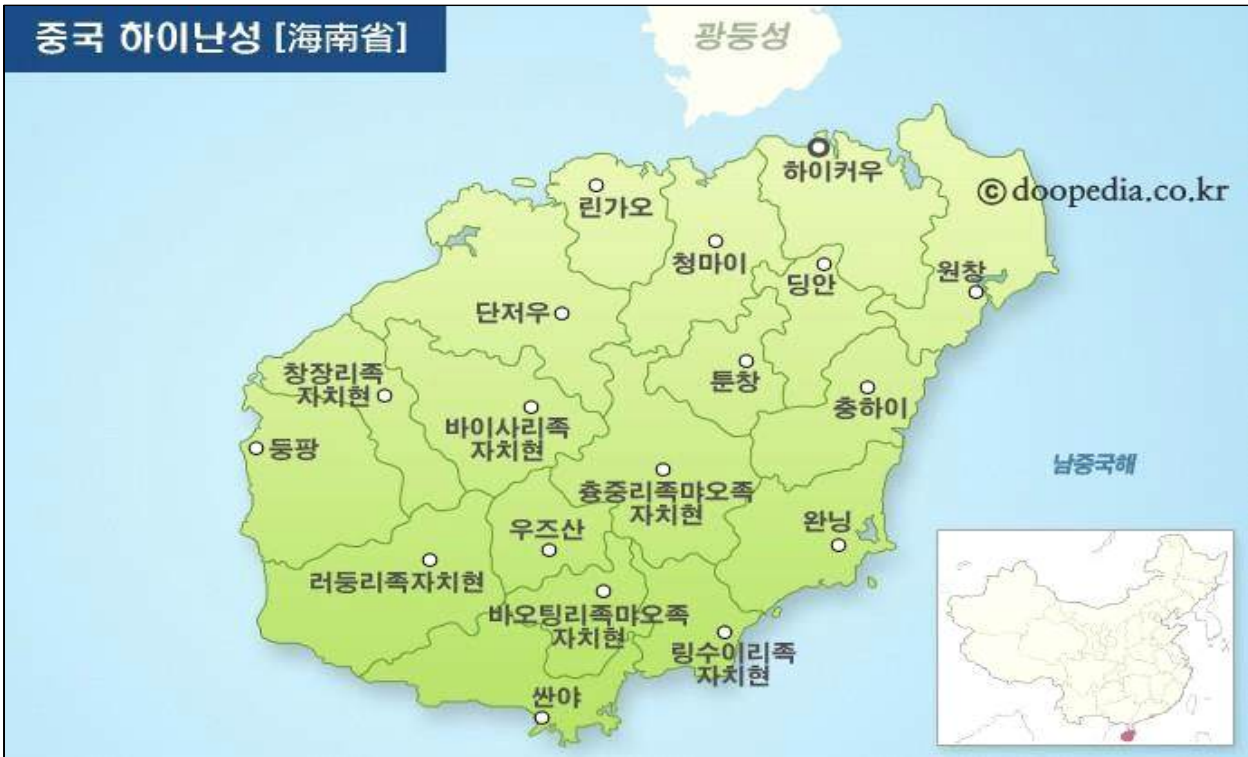 중국 하이난성 [海南省]
광둥성
하이커우
린가오
ⓒ doopedia.co.kr
청마이
딩안
원창
단저우
창장리족
자치현
둔창
충하이
바이사리족
자치현
둥팡
남중국해
충중리족먀오족
자치현
완닝
우즈산
러둥리족자치현
바오팅리족먀오족
자치현
링수이리족
자치현
싼야